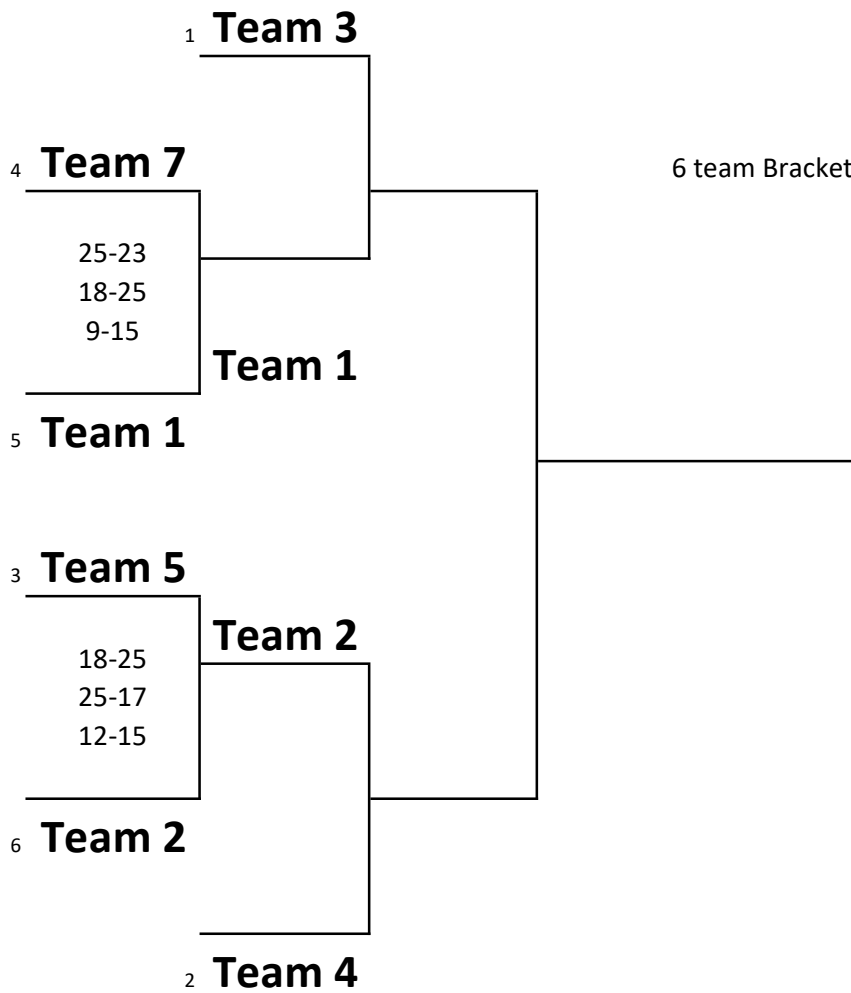 1 Team 3
4 Team 7
6 team Bracket
25-23
18-25
9-15
Team 1
5 Team 1
3 Team 5
Team 2
18-25
25-17
12-15
6 Team 2
2 Team 4